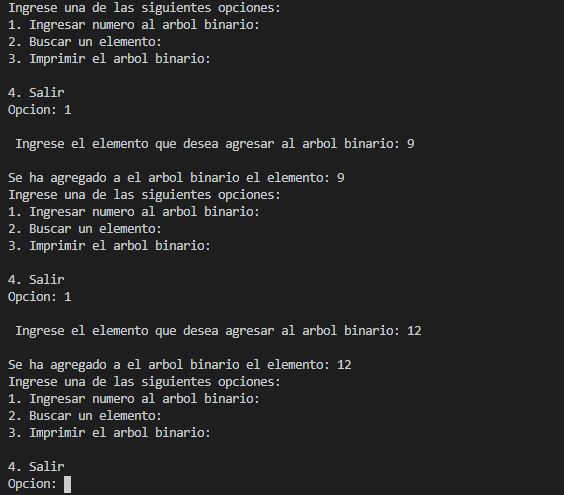 Ingrese una de las siguientes opciones:
1. Ingresar numero al arbol binario:
2. Buscar un elemento:
3. Imprimir el arbol binario:
4. Salir
Opcion: 1
Ingrese el elemento que desea agresar al arbol binario: 9
Se ha agregado a el arbol binario el elemento: 9
Ingrese una de las siguientes opciones:
1. Ingresar numero al arbol binario:
2. Buscar un elemento:
3. Imprimir el arbol binario:
4. Salir
Opcion: 1
Ingrese el elemento que desea agresar al arbol binario: 12
Se ha agregado a el arbol binario el elemento: 12
Ingrese una de las siguientes opciones:
1. Ingresar numero al arbol binario:
2. Buscar un elemento:
3. Imprimir el arbol binario:
4. Salir
Opcion: